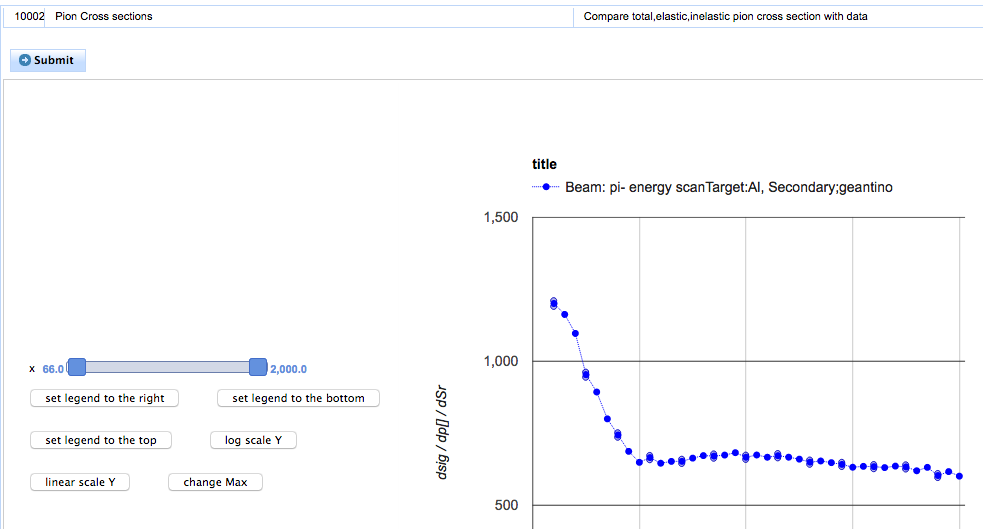 10002 Pion Cross sections Compare total,elastic,inelastic pion cross section with data
Submit
title
Beam: pi- energy scanTarget:Al, Secondary;geantino
1,500
1,000
500
dsig / dp[] / dSr
x 66.0 2,000.0
set legend to the right set legend to the bottom
set legend to the top log scale Y
linear scale Y change Max